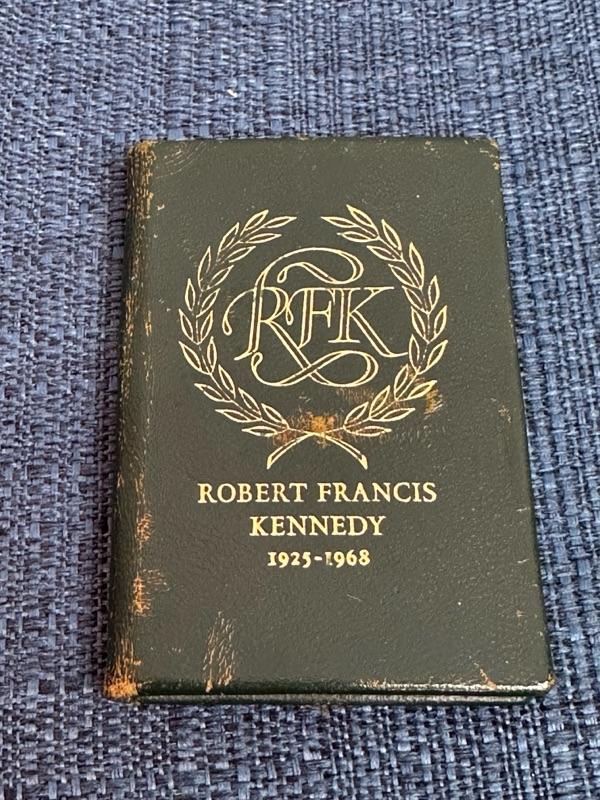 RFK
ROBERT FRANCIS
KENNEDY
1925-1968